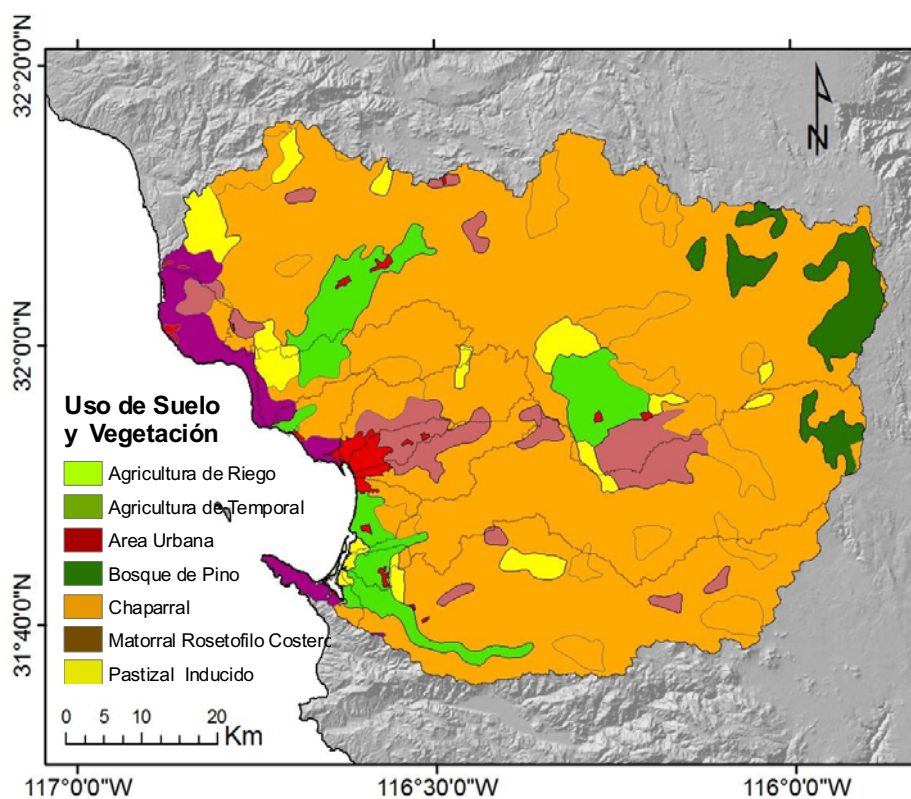 32°20'0"N
N
32°0'0"N
Uso de Suelo
y Vegetación
Agricultura de Riego
Agricultura de Temporal
Area Urbana
Bosque de Pino
Chaparral
Matorral Rosetofilo Costero
Pastizal Inducido
31°40'0"N
0 5 10 20
Km
117°0'0"W 116°30'0"W 116°0'0"W